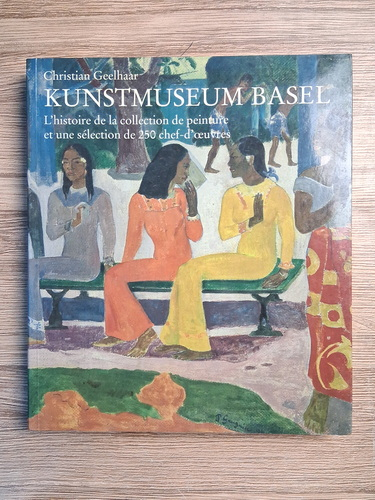 Christian Geelhaar
KUNSTMUSEUM BASEL
L'histoire de la collection de peinture
et une sélection de 250 chef-d'œuvres